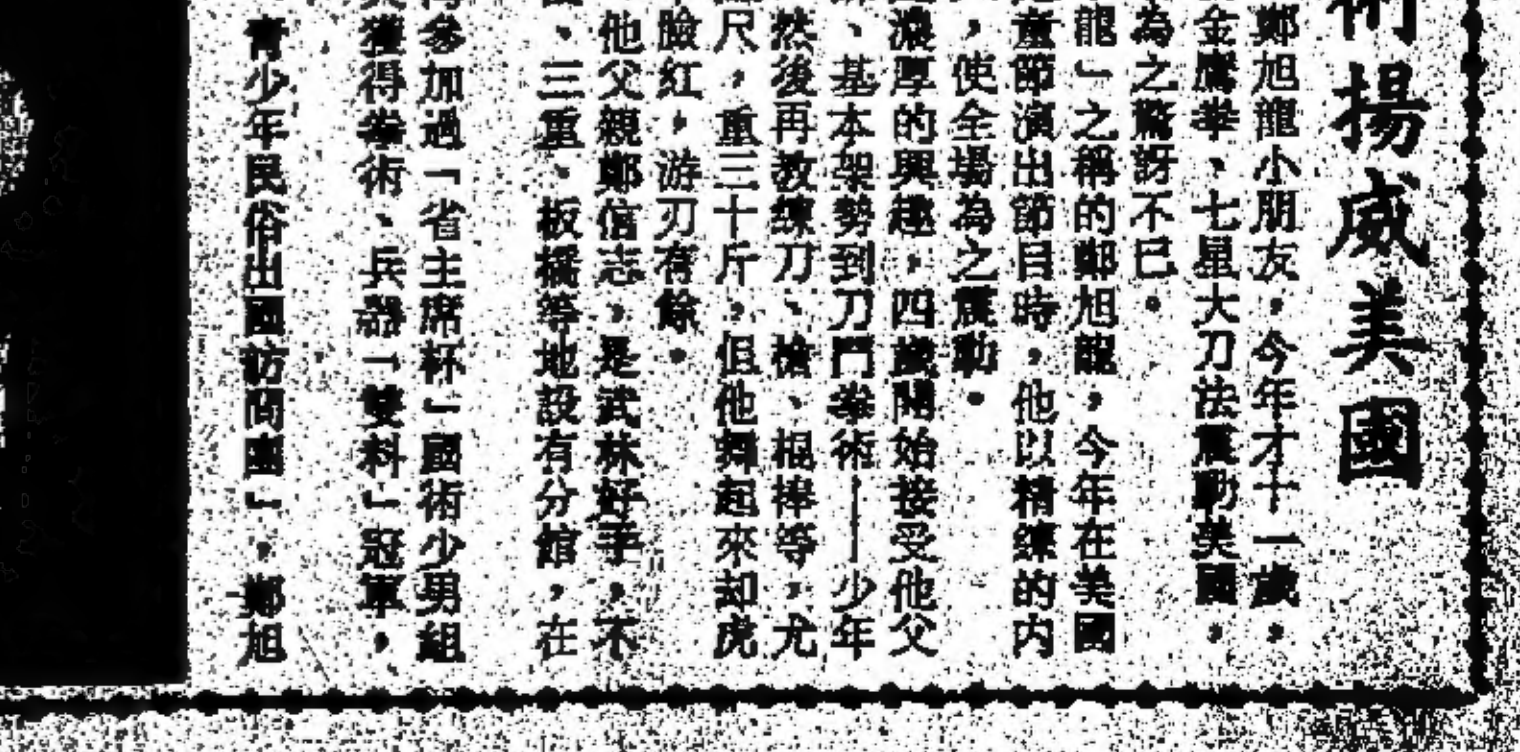 術揚威美國
鄭旭龍小朋友，今年才十一歲，
金鷹拳、七星大刀法震動美國，
為之驚訝不已。
龍」之稱的鄭旭龍，今年在美國
童節演出節目時，他以精練的內
，使全場為之震動。
濃厚的興趣，四歲開始接受他父
、基本架勢到刀鬥拳術——少年
然後再教練刀、槍、棍捧等，尤
尺，重三十斤，但他舞起來却虎
臉紅，游刃有餘。
他父親鄭信志，是武林好手，不
、三重、板橋等地設有分館，在
參加過「省主席杯」國術少男組
獲得拳術、兵器「雙料」冠軍，
青少年民俗出國訪問團」，鄭旭